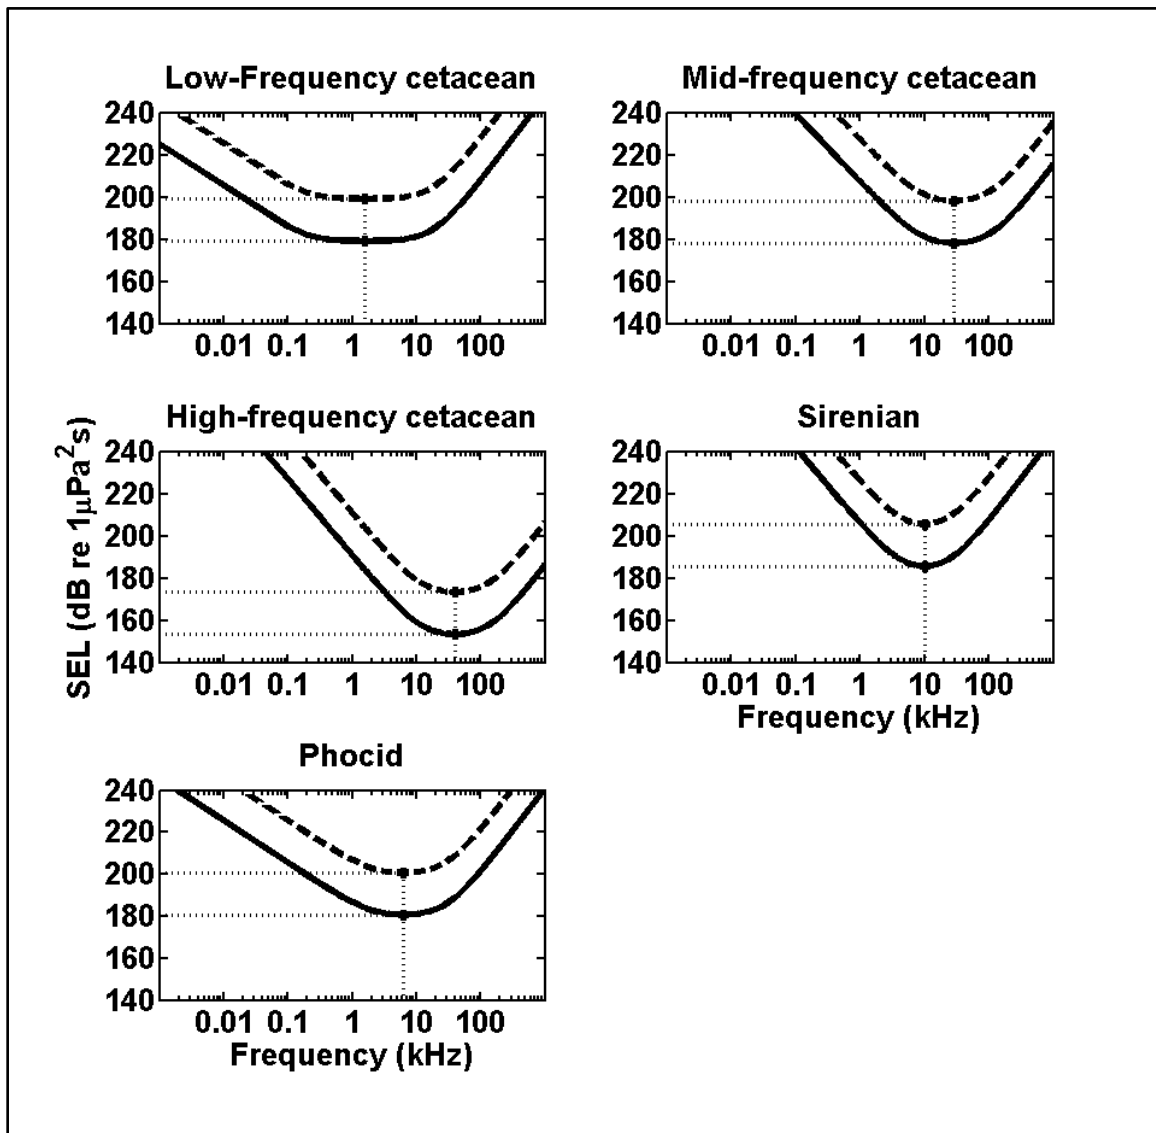 Low-Frequency cetacean
240
220
200
180
160
140
0.01 0.1 1 10 100
Mid-frequency cetacean
240
220
200
180
160
140
0.01 0.1 1 10 100
SEL (dB re 1μPa²s)
High-frequency cetacean
240
220
200
180
160
140
0.01 0.1 1 10 100
Sirenian
240
220
200
180
160
140
0.01 0.1 1 10 100
Frequency (kHz)
Phocid
240
220
200
180
160
140
0.01 0.1 1 10 100
Frequency (kHz)